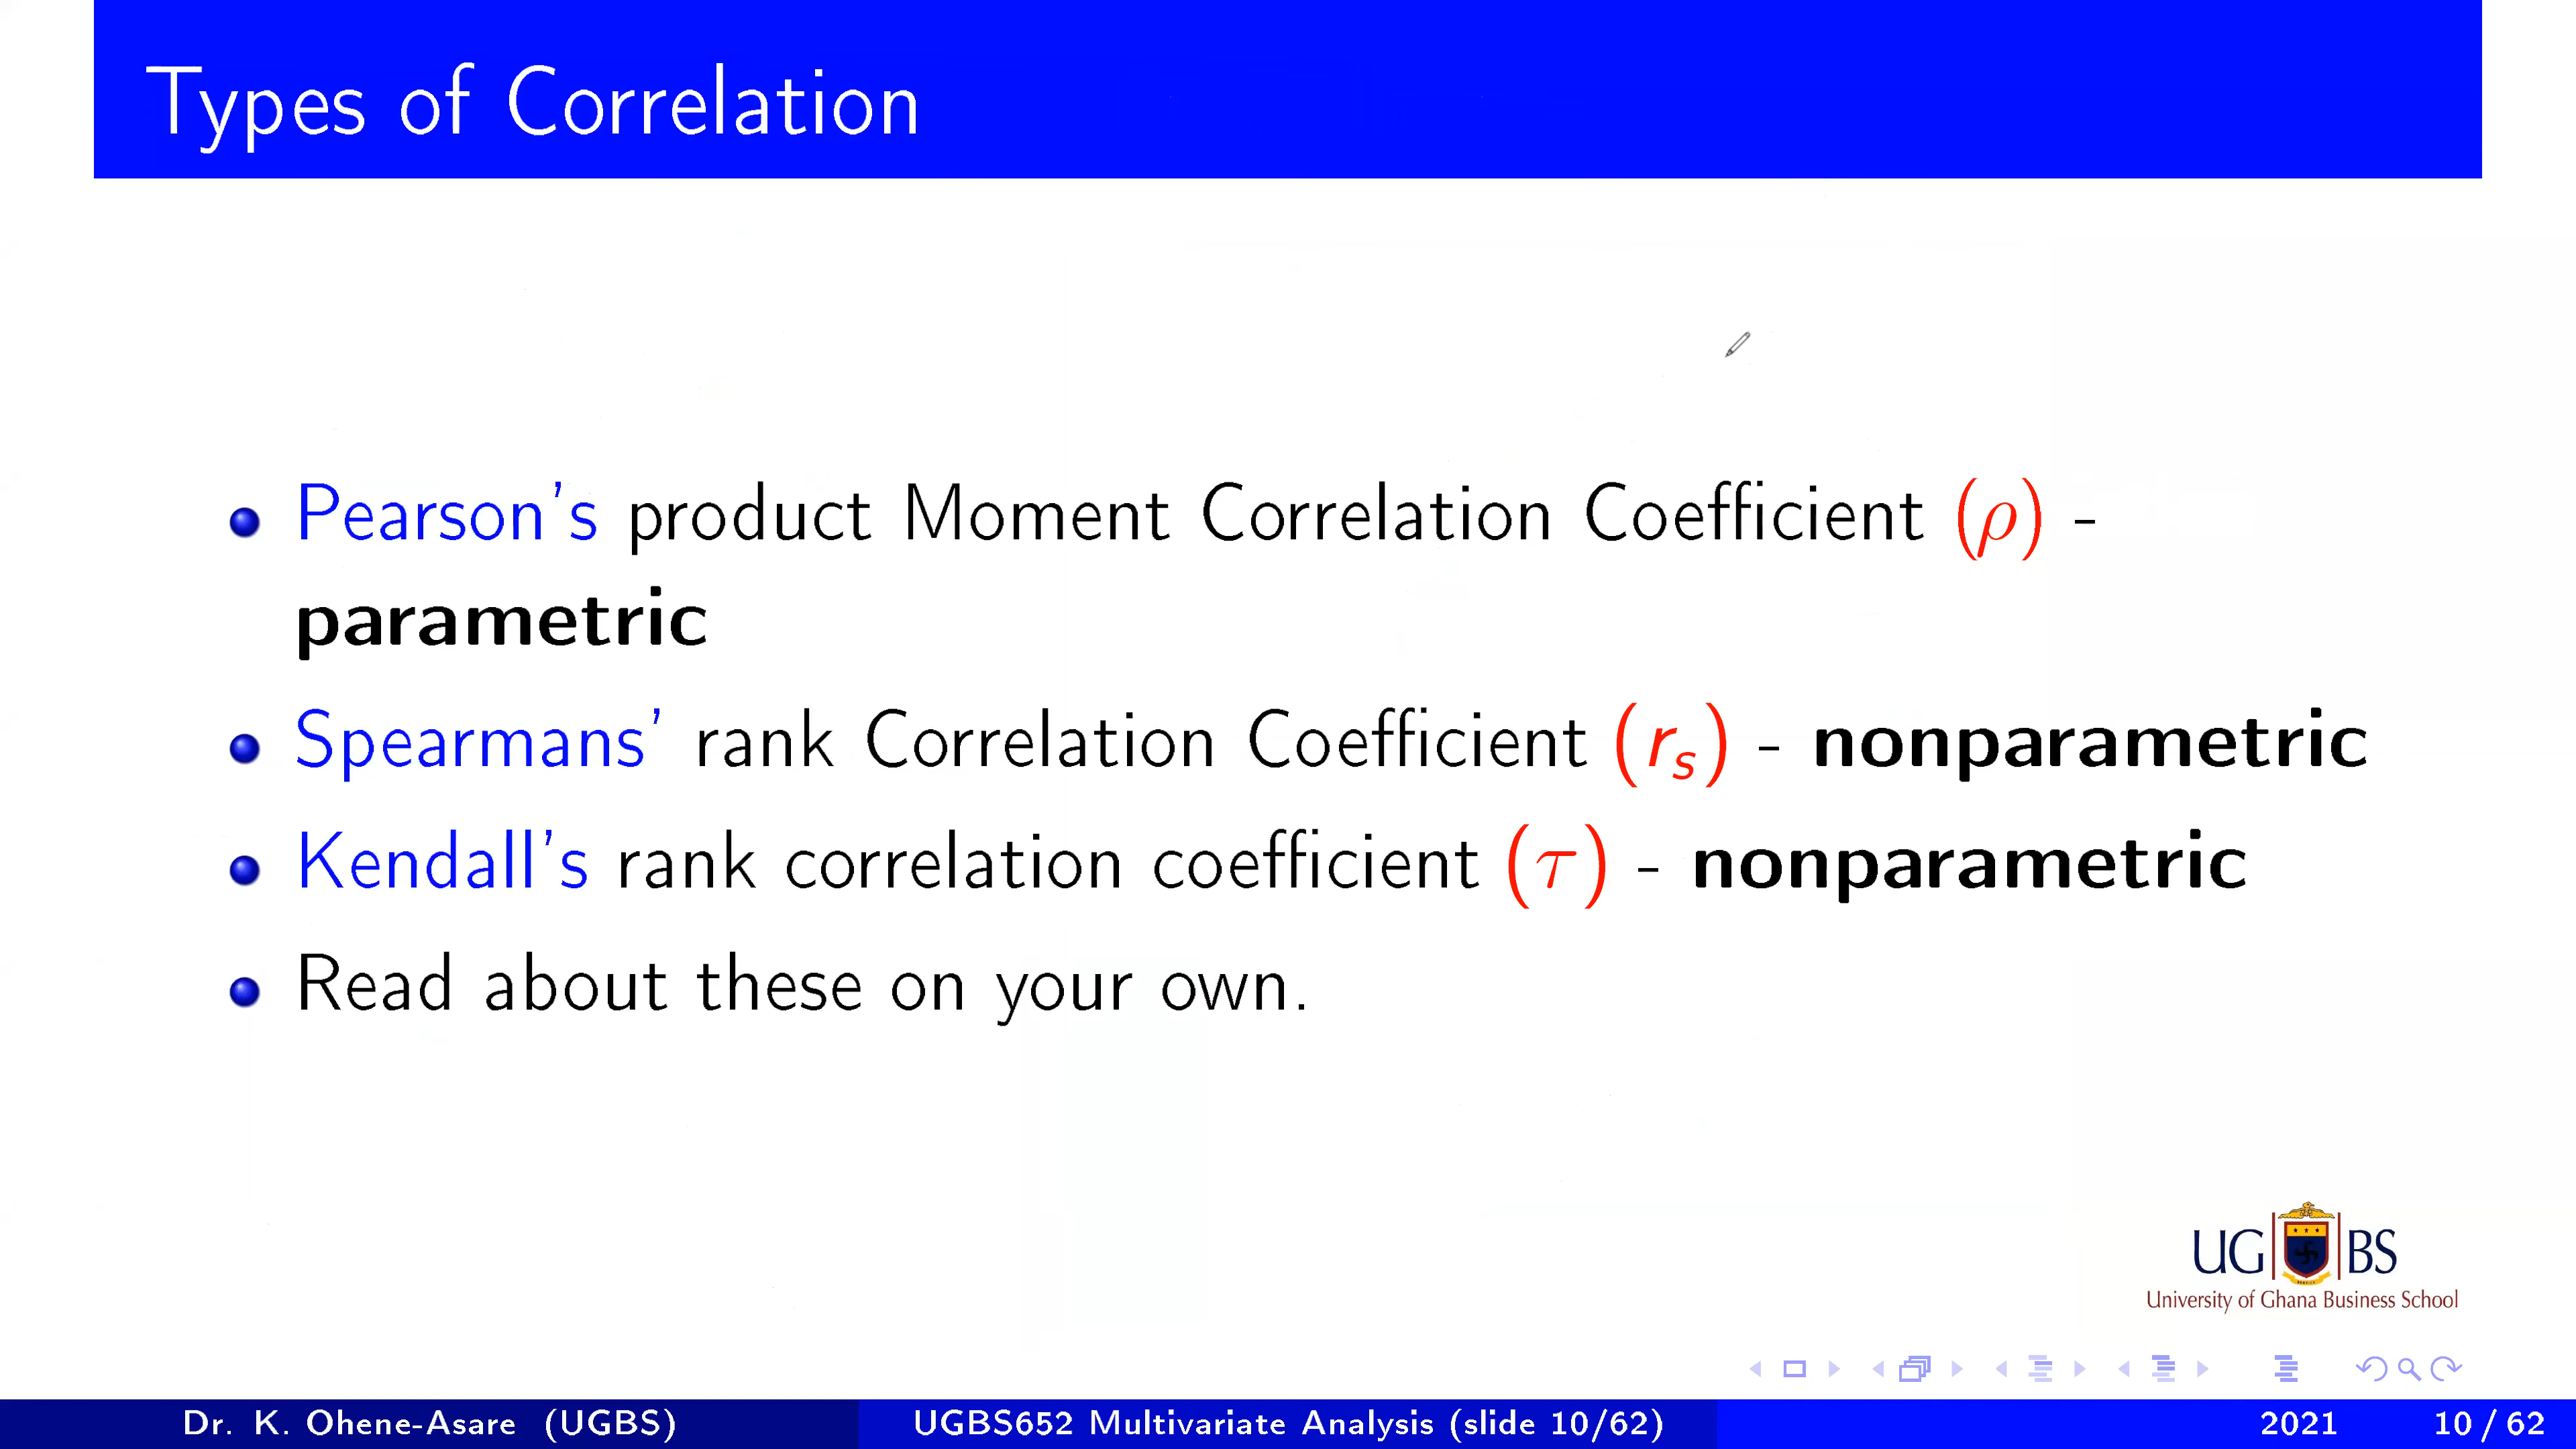 Types of Correlation
Pearson's product Moment Correlation Coefficient (ρ) -
parametric
Spearmans' rank Correlation Coefficient (rₛ) - nonparametric
Kendall's rank correlation coefficient (τ) - nonparametric
Read about these on your own.
UG BS
University of Ghana Business School
Dr. K. Ohene-Asare (UGBS) UGBS652 Multivariate Analysis (slide 10/62) 2021 10 / 62